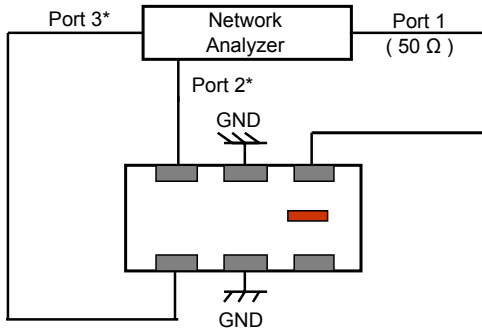 Port 3*
Network
Analyzer
Port 1
( 50 Ω )
Port 2*
GND
GND